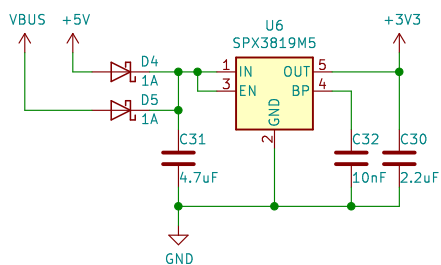 VBUS
+5V
U6
+3V3
SPX3819M5
D4
1A
1
IN
OUT
5
3
EN
BP
4
D5
1A
GND
2
C31
4.7uF
C32
10nF
C30
2.2uF
GND